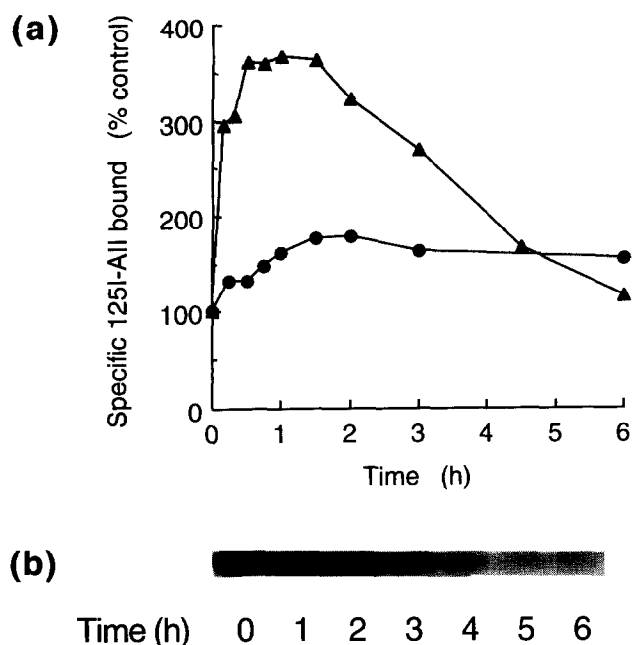 (a)
Specific 125I-AII bound (% control)
400
300
200
100
0
0 1 2 3 4 5 6
Time (h)
(b)
Time (h) 0 1 2 3 4 5 6